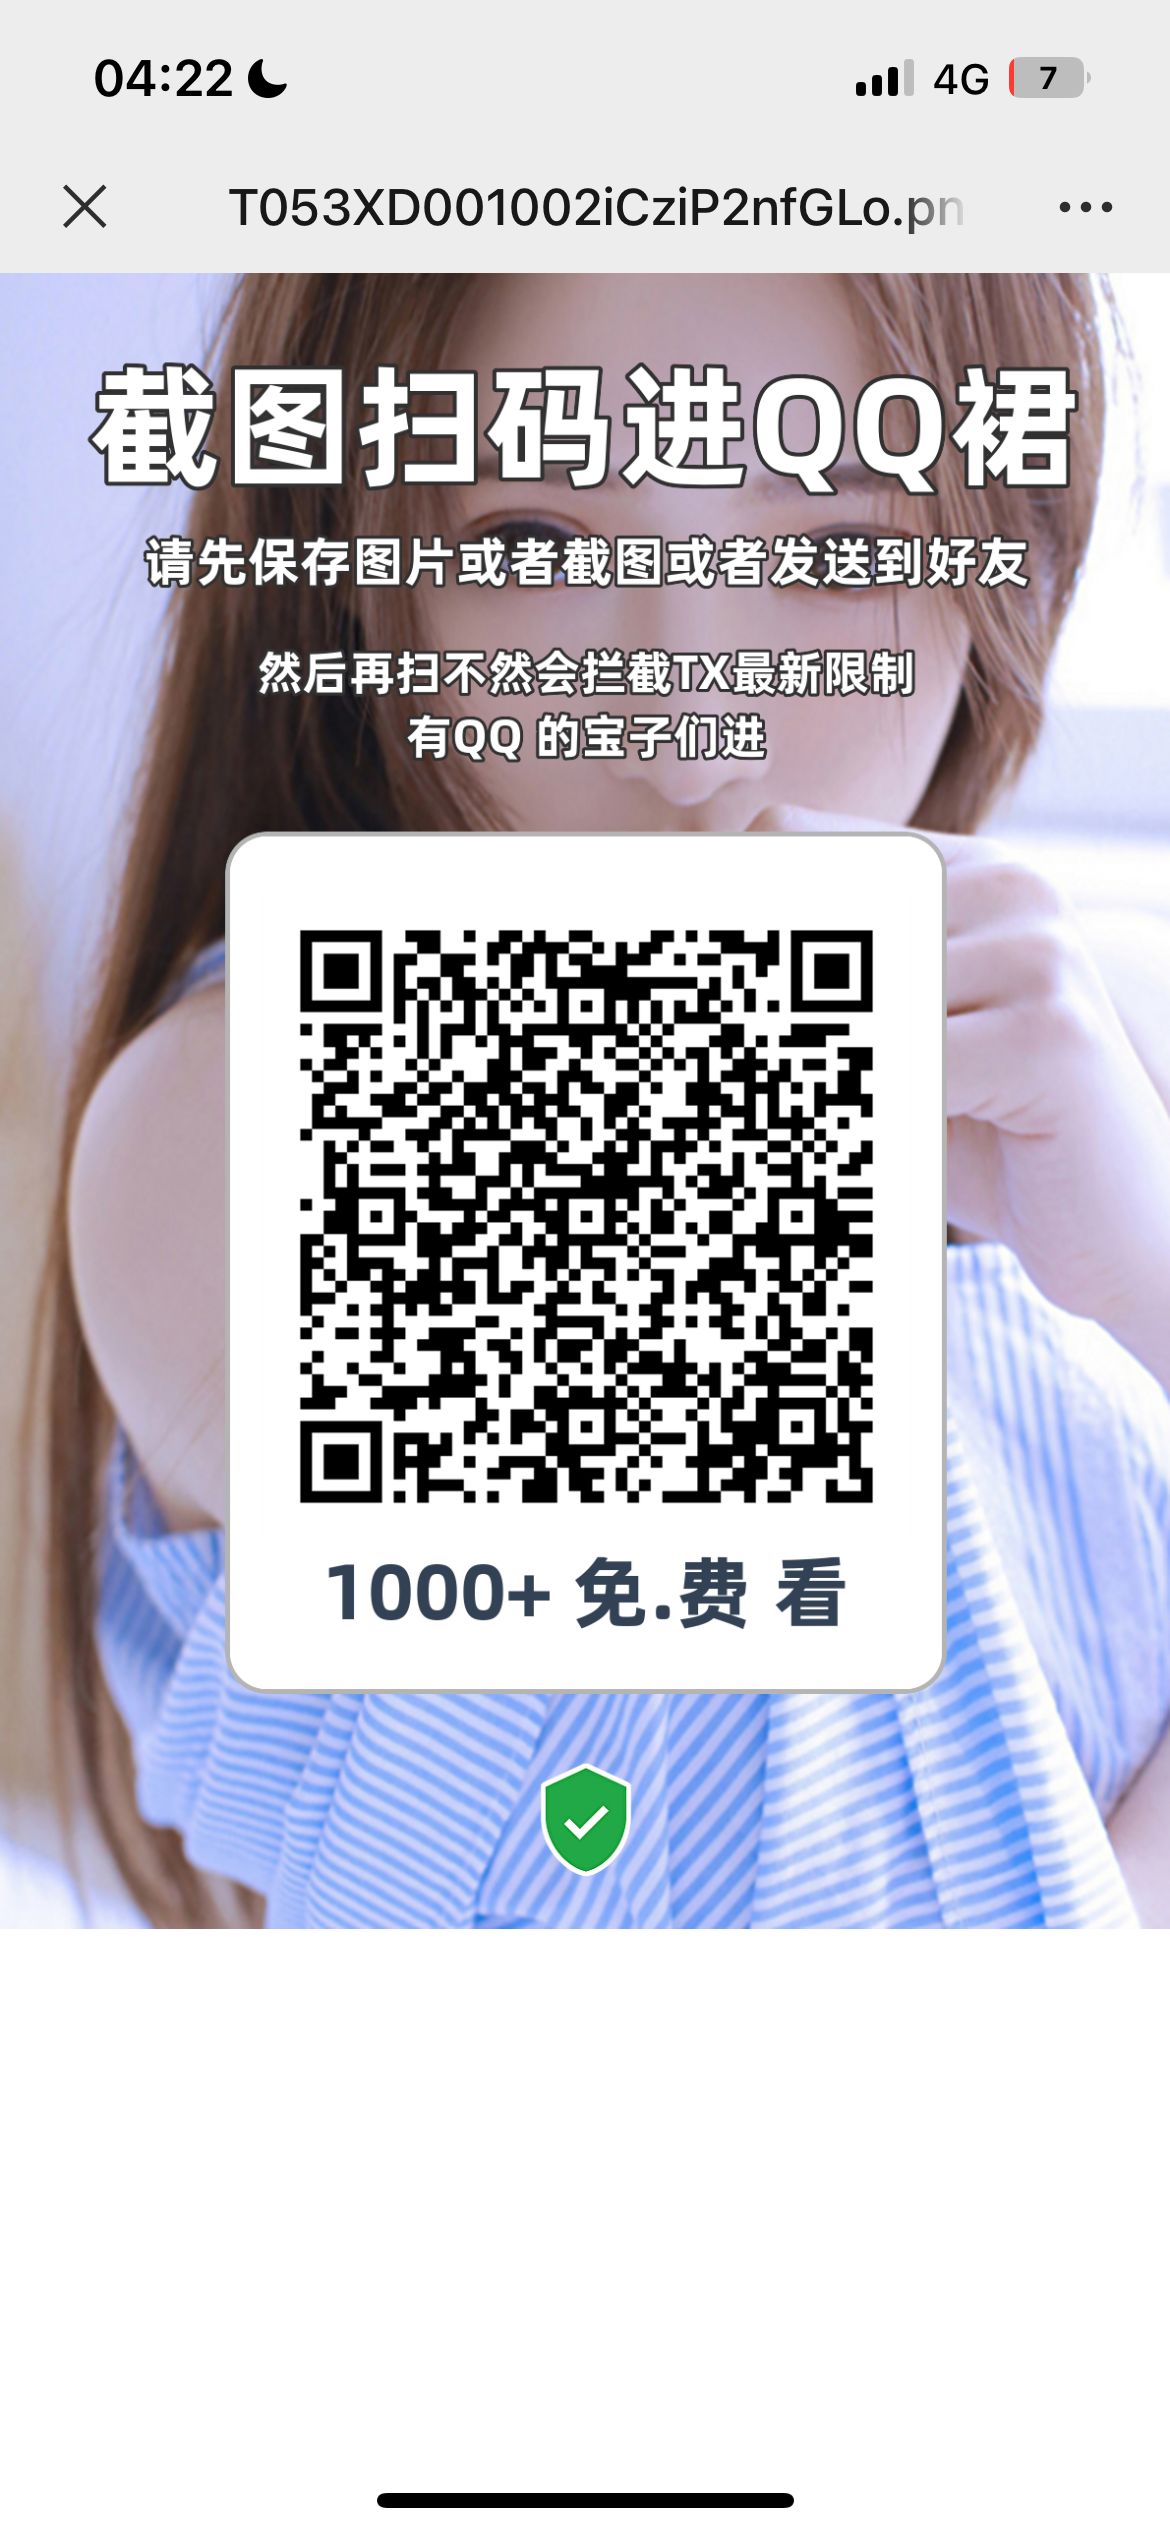 04:22
4G
7
T053XD001002iCziP2nfGLo.pn
截图扫码进QQ裙
请先保存图片或者截图或者发送到好友
然后再扫不然会拦截TX最新限制
有QQ 的宝子们进
1000+ 免.费 看